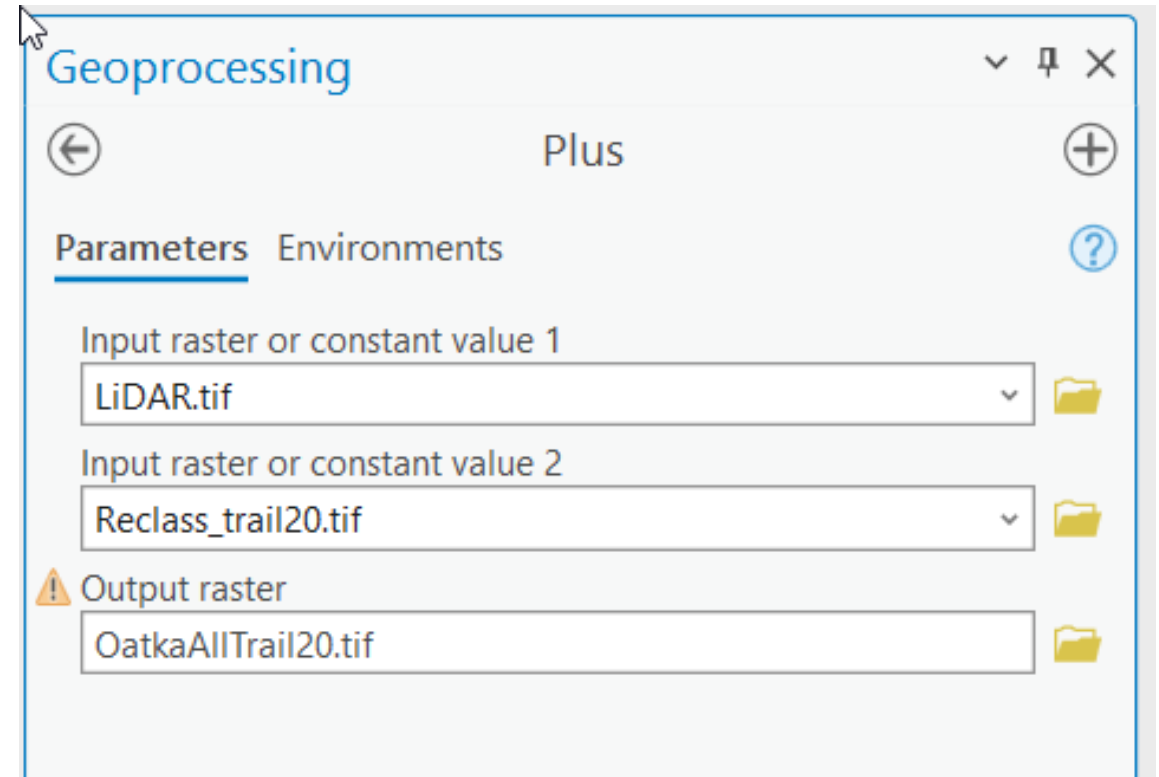 Geoprocessing
Plus
Parameters Environments
Input raster or constant value 1
LiDAR.tif
Input raster or constant value 2
Reclass_trail20.tif
Output raster
OatkaAllTrail20.tif